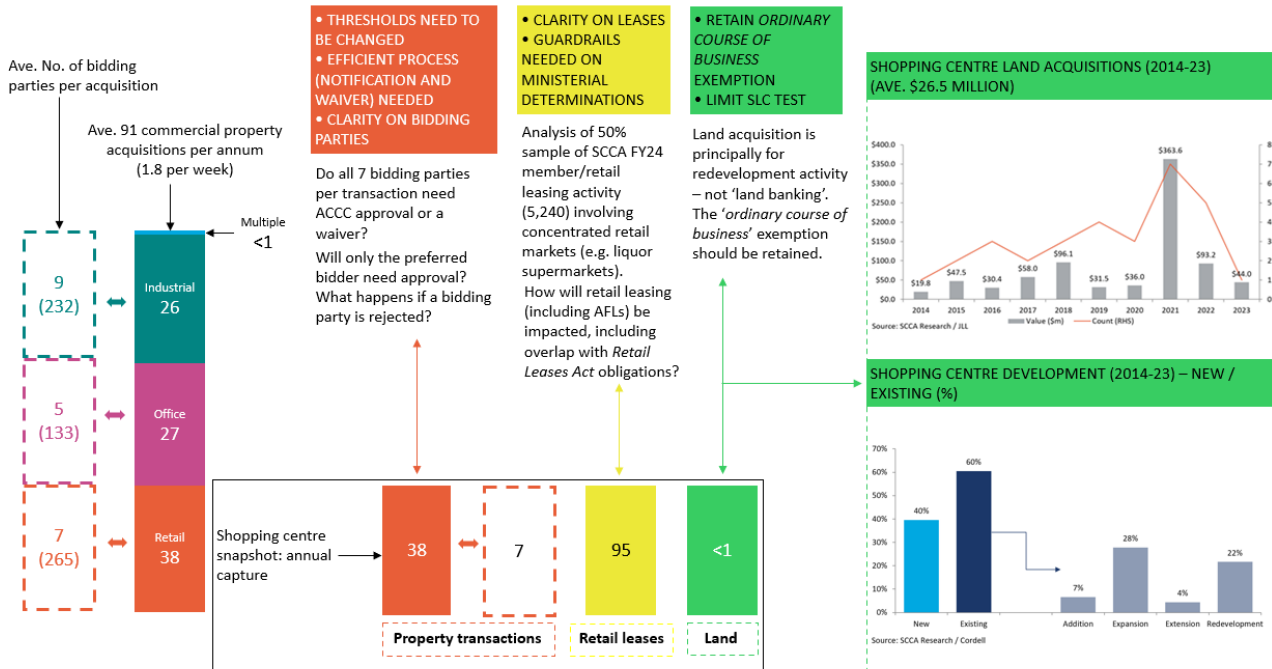 Ave. No. of bidding
parties per acquisition
Ave. 91 commercial property
acquisitions per annum
(1.8 per week)
Multiple
<1
9
(232)
Industrial
26
5
(133)
Office
27
7
(265)
Retail
38
• THRESHOLDS NEED TO
BE CHANGED
• EFFICIENT PROCESS
(NOTIFICATION AND
WAIVER) NEEDED
• CLARITY ON BIDDING
PARTIES
Do all 7 bidding parties
per transaction need
ACCC approval or a
waiver?
Will only the preferred
bidder need approval?
What happens if a bidding
party is rejected?
• CLARITY ON LEASES
• GUARDRAILS
NEEDED ON
MINISTERIAL
DETERMINATIONS
Analysis of 50%
sample of SCCA FY24
member/retail
leasing activity
(5,240) involving
concentrated retail
markets (e.g. liquor
supermarkets).
How will retail leasing
(including AFLs) be
impacted, including
overlap with Retail
Leases Act obligations?
• RETAIN ORDINARY
COURSE OF
BUSINESS
EXEMPTION
• LIMIT SLC TEST
Land acquisition is
principally for
redevelopment activity
– not ‘land banking’.
The ‘ordinary course of
business’ exemption
should be retained.
Shopping centre
snapshot: annual
capture
38
7
95
<1
Property transactions
Retail leases
Land
SHOPPING CENTRE LAND ACQUISITIONS (2014-23)
(AVE. $26.5 MILLION)
$400.0
$350.0
$300.0
$250.0
$200.0
$150.0
$100.0
$50.0
$0.0
8
7
6
5
4
3
2
1
0
$19.8
$47.5
$30.4
$58.0
$96.1
$31.5
$36.0
$363.6
$93.2
$44.0
2014 2015 2016 2017 2018 2019 2020 2021 2022 2023
Value ($m) Count (RHS)
Source: SCCA Research / JLL
SHOPPING CENTRE DEVELOPMENT (2014-23) – NEW /
EXISTING (%)
70%
60%
50%
40%
30%
20%
10%
0%
40%
60%
7%
28%
4%
22%
New Existing Addition Expansion Extension Redevelopment
Source: SCCA Research / Cordell